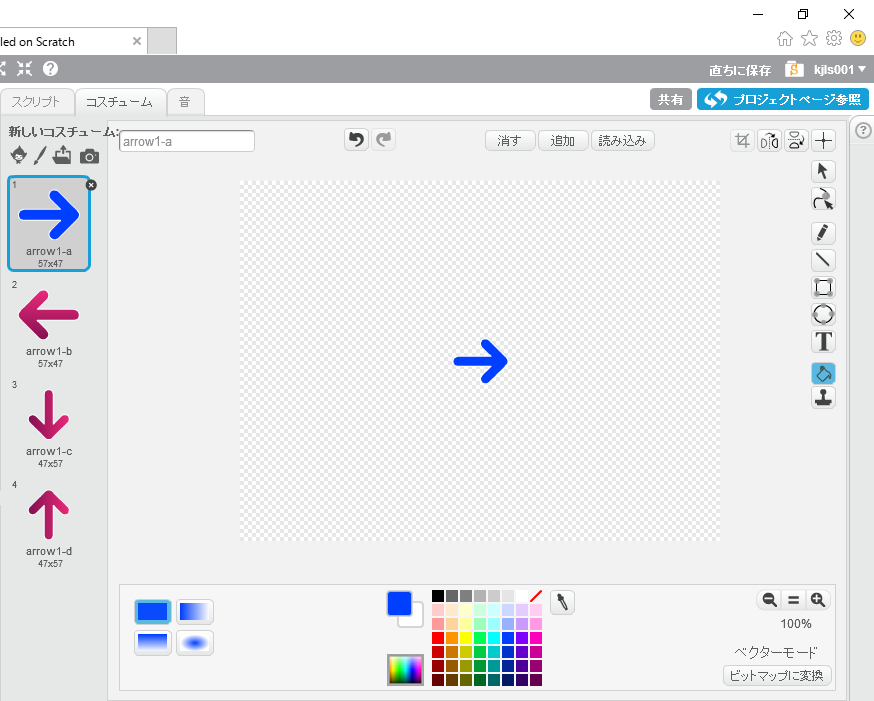 led on Scratch
直ちに保存
kjls001
スクリプト
コスチューム
音
共有
プロジェクトページ参照
新しいコスチューム:
arrow1-a
消す
追加
読み込み
1
arrow1-a
57x47
2
arrow1-b
57x47
3
arrow1-c
47x57
4
arrow1-d
47x57
T
100%
ベクターモード
ビットマップに変換